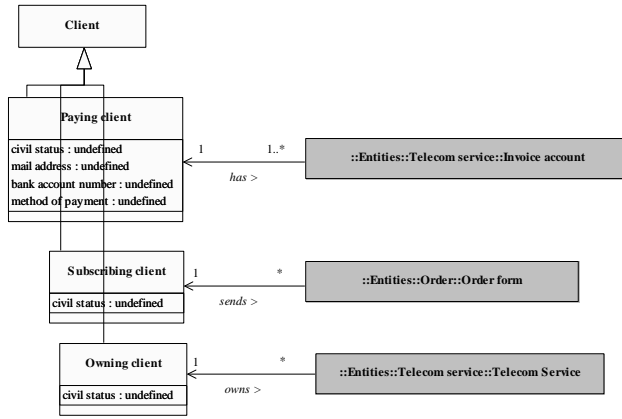 Client
Paying client
civil status : undefined
mail address : undefined
bank account number : undefined
method of payment : undefined
1
1..*
has >
::Entities::Telecom service::Invoice account
Subscribing client
civil status : undefined
1
*
sends >
::Entities::Order::Order form
Owning client
civil status : undefined
1
*
owns >
::Entities::Telecom service::Telecom Service